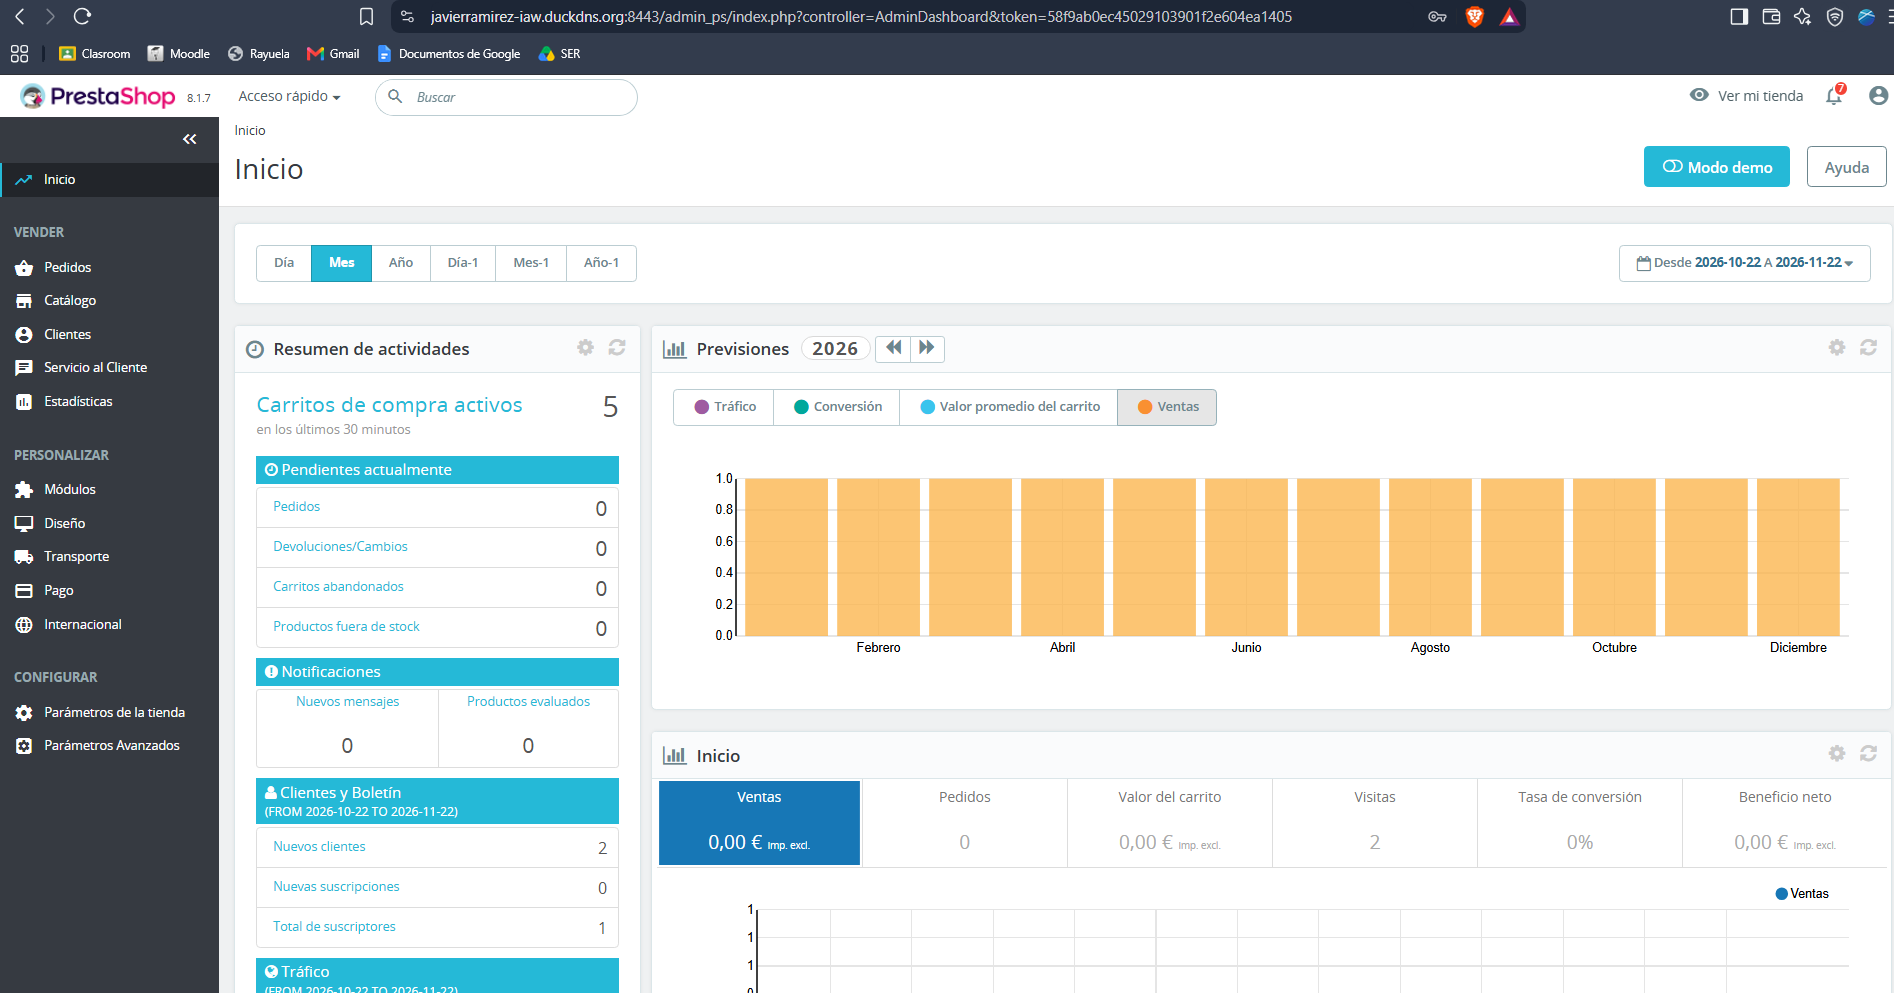 javierramirez-iaw.duckdns.org:8443/admin_ps/index.php?controller=AdminDashboard&token=58f9ab0ec45029103901f2e604ea1405
Clasroom
Moodle
Rayuela
Gmail
Documentos de Google
SER
PrestaShop 8.1.7
Acceso rápido
Buscar
Ver mi tienda
7
Inicio
Inicio
Modo demo
Ayuda
Inicio
VENDER
Pedidos
Catálogo
Clientes
Servicio al Cliente
Estadísticas
PERSONALIZAR
Módulos
Diseño
Transporte
Pago
Internacional
CONFIGURAR
Parámetros de la tienda
Parámetros Avanzados
Día
Mes
Año
Día-1
Mes-1
Año-1
Desde 2026-10-22 A 2026-11-22
Resumen de actividades
Carritos de compra activos 5
en los últimos 30 minutos
Pendientes actualmente
Pedidos 0
Devoluciones/Cambios 0
Carritos abandonados 0
Productos fuera de stock 0
Notificaciones
Nuevos mensajes
0
Productos evaluados
0
Clientes y Boletín
(FROM 2026-10-22 TO 2026-11-22)
Nuevos clientes 2
Nuevas suscripciones 0
Total de suscriptores 1
Tráfico
(FROM 2026-10-22 TO 2026-11-22)
Previsiones 2026
Tráfico
Conversión
Valor promedio del carrito
Ventas
1.0
0.8
0.6
0.4
0.2
0.0
Febrero
Abril
Junio
Agosto
Octubre
Diciembre
Inicio
Ventas
0,00 € Imp. excl.
Pedidos
0
Valor del carrito
0,00 € Imp. excl.
Visitas
2
Tasa de conversión
0%
Beneficio neto
0,00 € Imp. excl.
Ventas
1
1
1
0